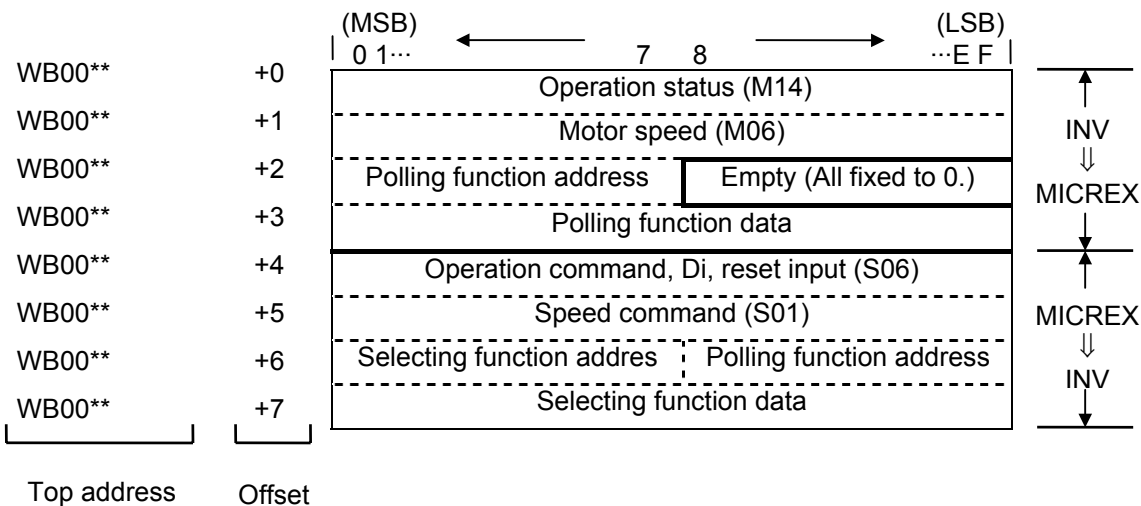 (MSB) (LSB)
0 1··· 7 8 ···E F
WB00** +0 Operation status (M14)
WB00** +1 Motor speed (M06) INV
WB00** +2 Polling function address Empty (All fixed to 0.) ⇓
MICREX
WB00** +3 Polling function data
WB00** +4 Operation command, Di, reset input (S06)
WB00** +5 Speed command (S01) MICREX
WB00** +6 Selecting function addres Polling function address ⇓
INV
WB00** +7 Selecting function data
Top address Offset